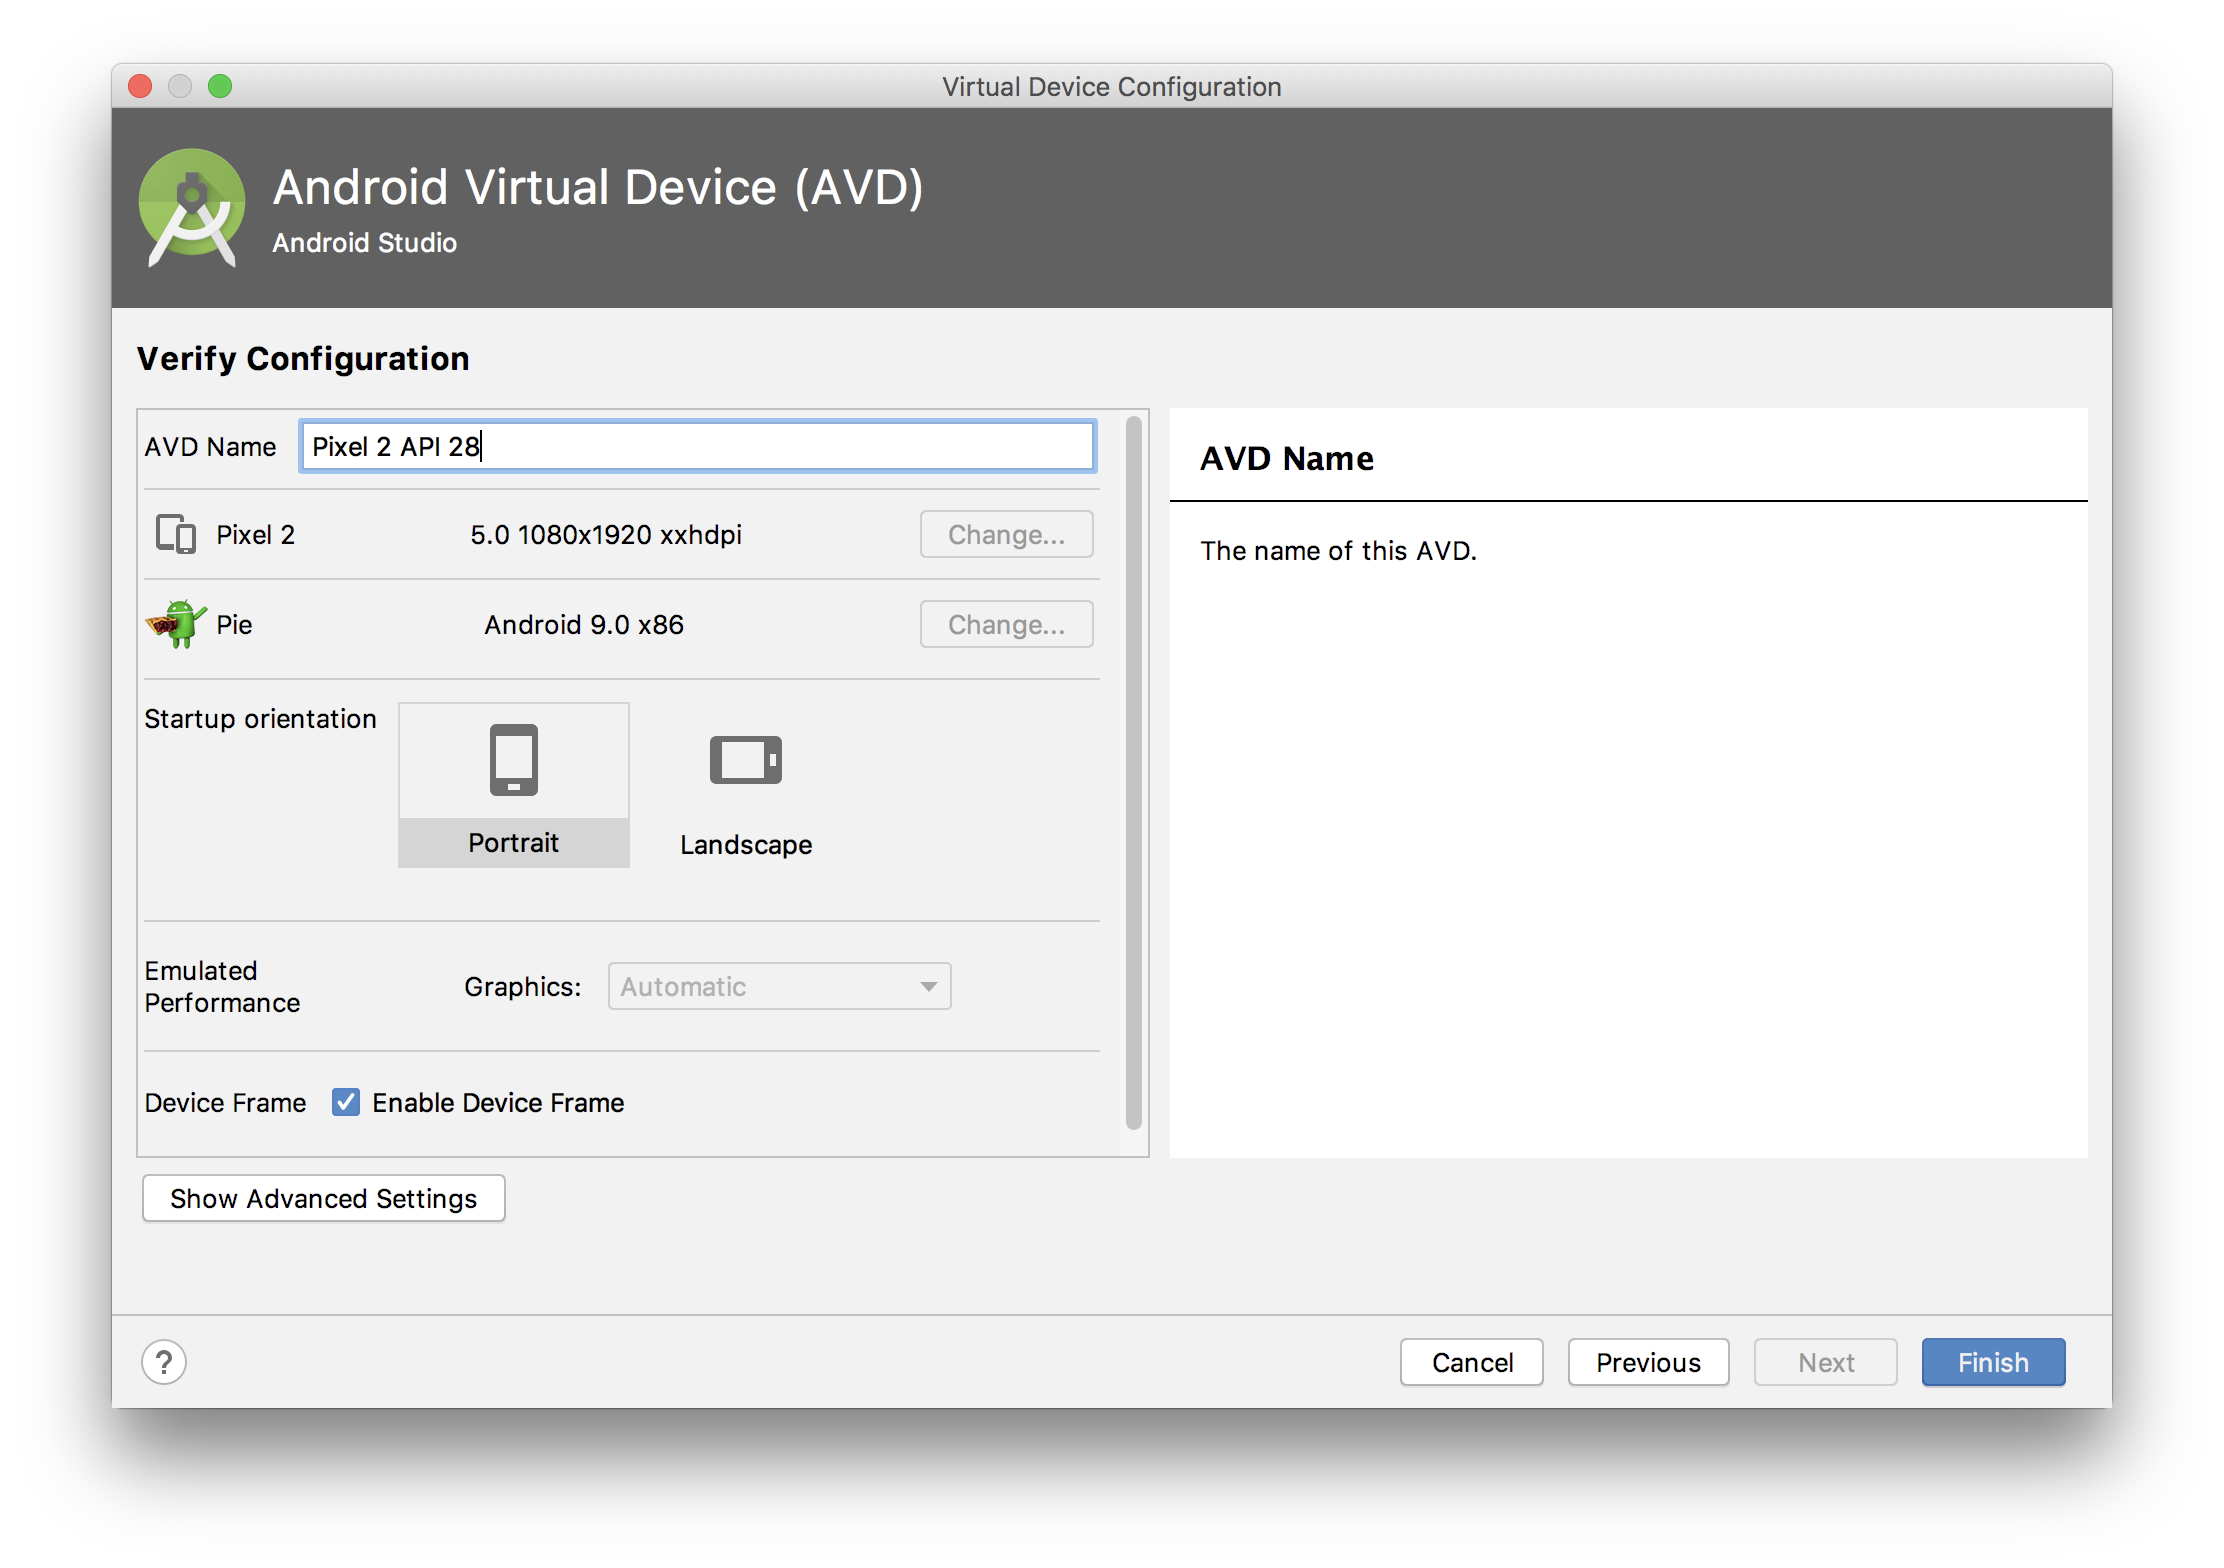 Virtual Device Configuration
Android Virtual Device (AVD)
Android Studio
Verify Configuration
AVD Name Pixel 2 API 28
Pixel 2 5.0 1080x1920 xxhdpi Change...
Pie Android 9.0 x86 Change...
Startup orientation
Portrait Landscape
Emulated
Performance
Graphics: Automatic
Device Frame Enable Device Frame
Show Advanced Settings
AVD Name
The name of this AVD.
? Cancel Previous Next Finish